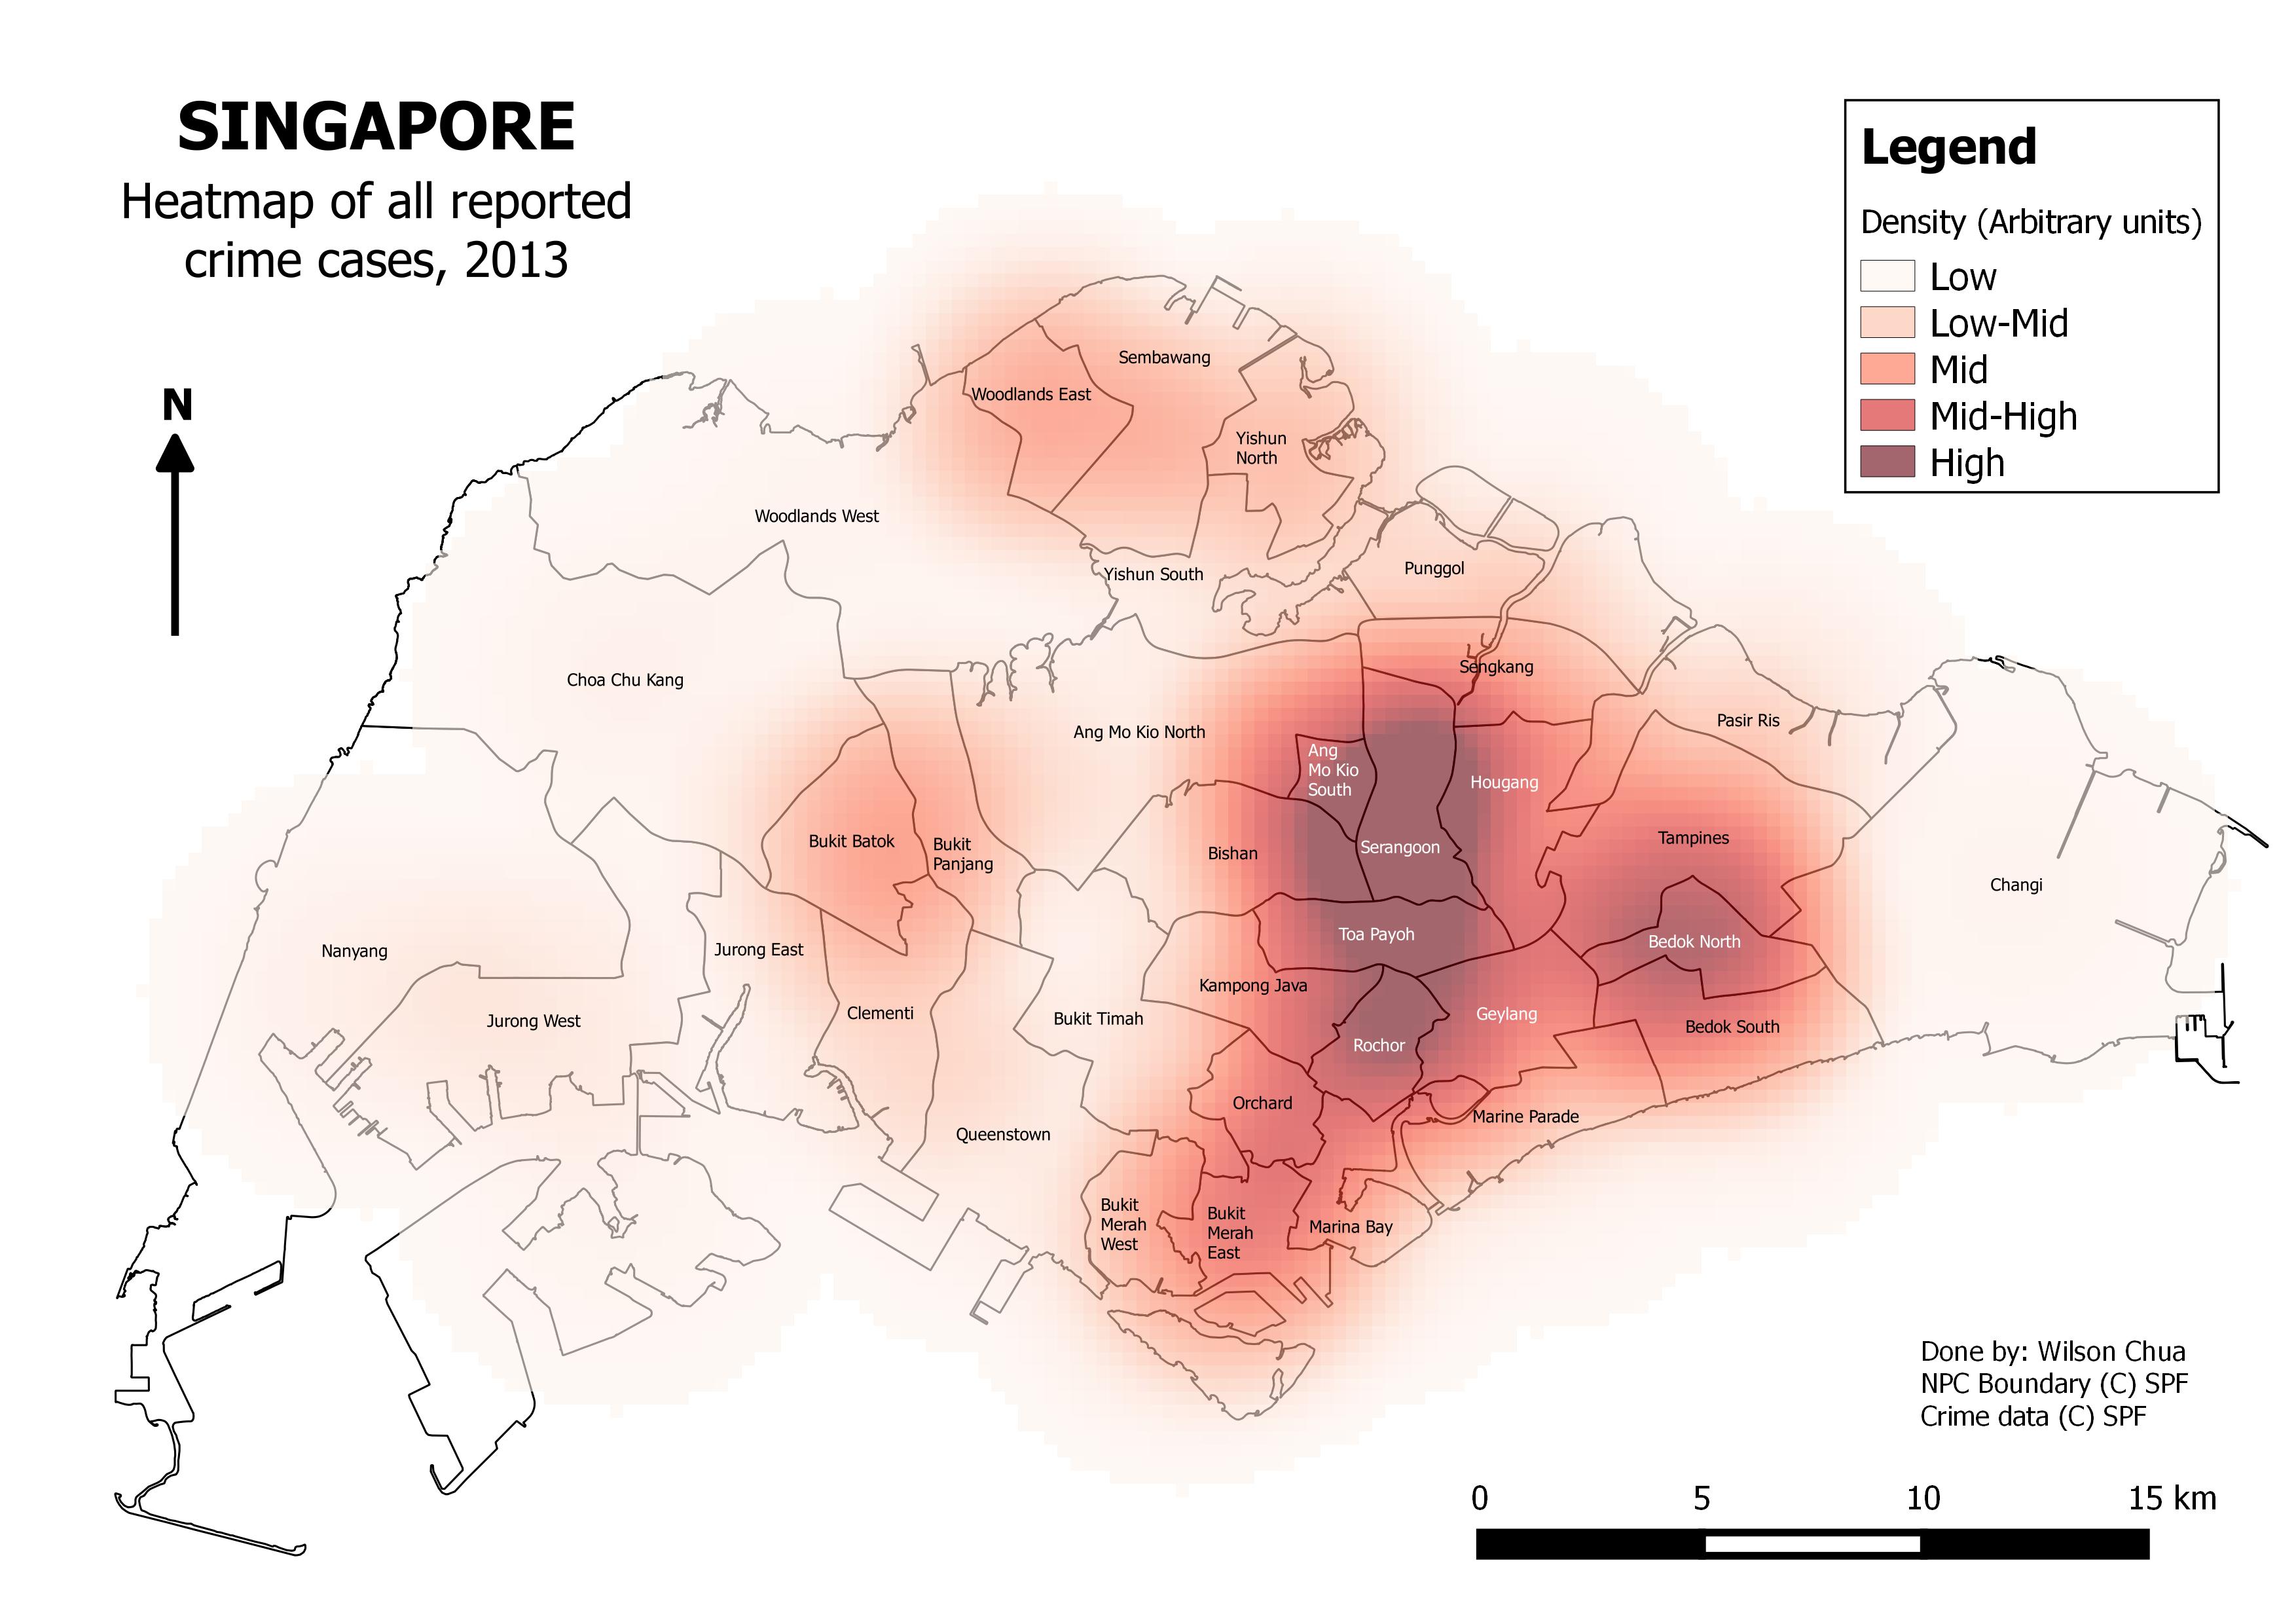 SINGAPORE
Heatmap of all reported
crime cases, 2013
N
Legend
Density (Arbitrary units)
Low
Low-Mid
Mid
Mid-High
High
Sembawang
Woodlands East
Yishun
North
Woodlands West
Yishun South
Punggol
Sengkang
Choa Chu Kang
Ang Mo Kio North
Pasir Ris
Ang
Mo Kio
South
Hougang
Bukit Batok
Bukit
Panjang
Bishan
Serangoon
Tampines
Changi
Nanyang
Jurong East
Toa Payoh
Bedok North
Kampong Java
Jurong West
Clementi
Bukit Timah
Geylang
Bedok South
Rochor
Orchard
Marine Parade
Queenstown
Bukit
Merah
West
Bukit
Merah
East
Marina Bay
Done by: Wilson Chua
NPC Boundary (C) SPF
Crime data (C) SPF
0 5 10 15 km